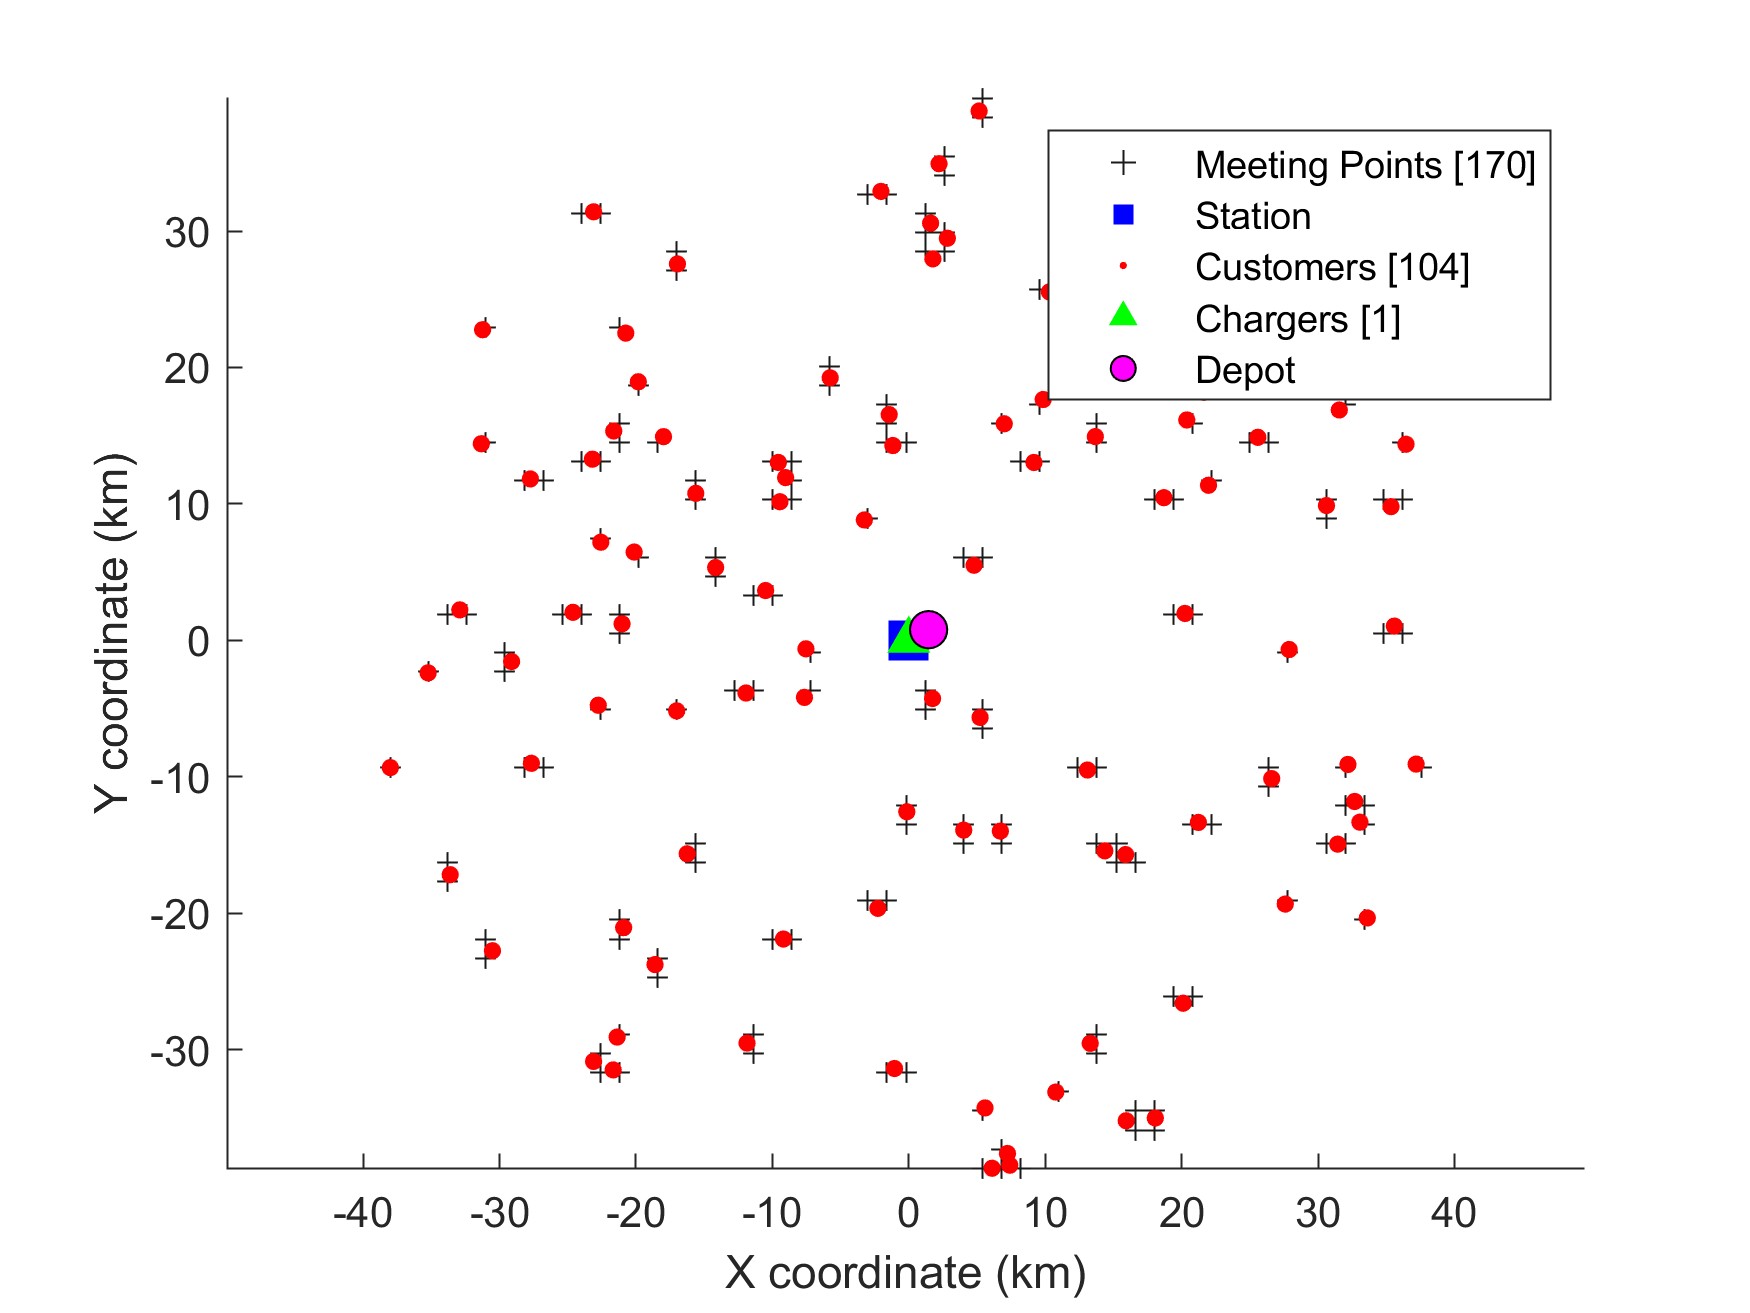 Meeting Points [170]
Station
Customers [104]
Chargers [1]
Depot
30
20
10
0
-10
-20
-30
Y coordinate (km)
-40 -30 -20 -10 0 10 20 30 40
X coordinate (km)